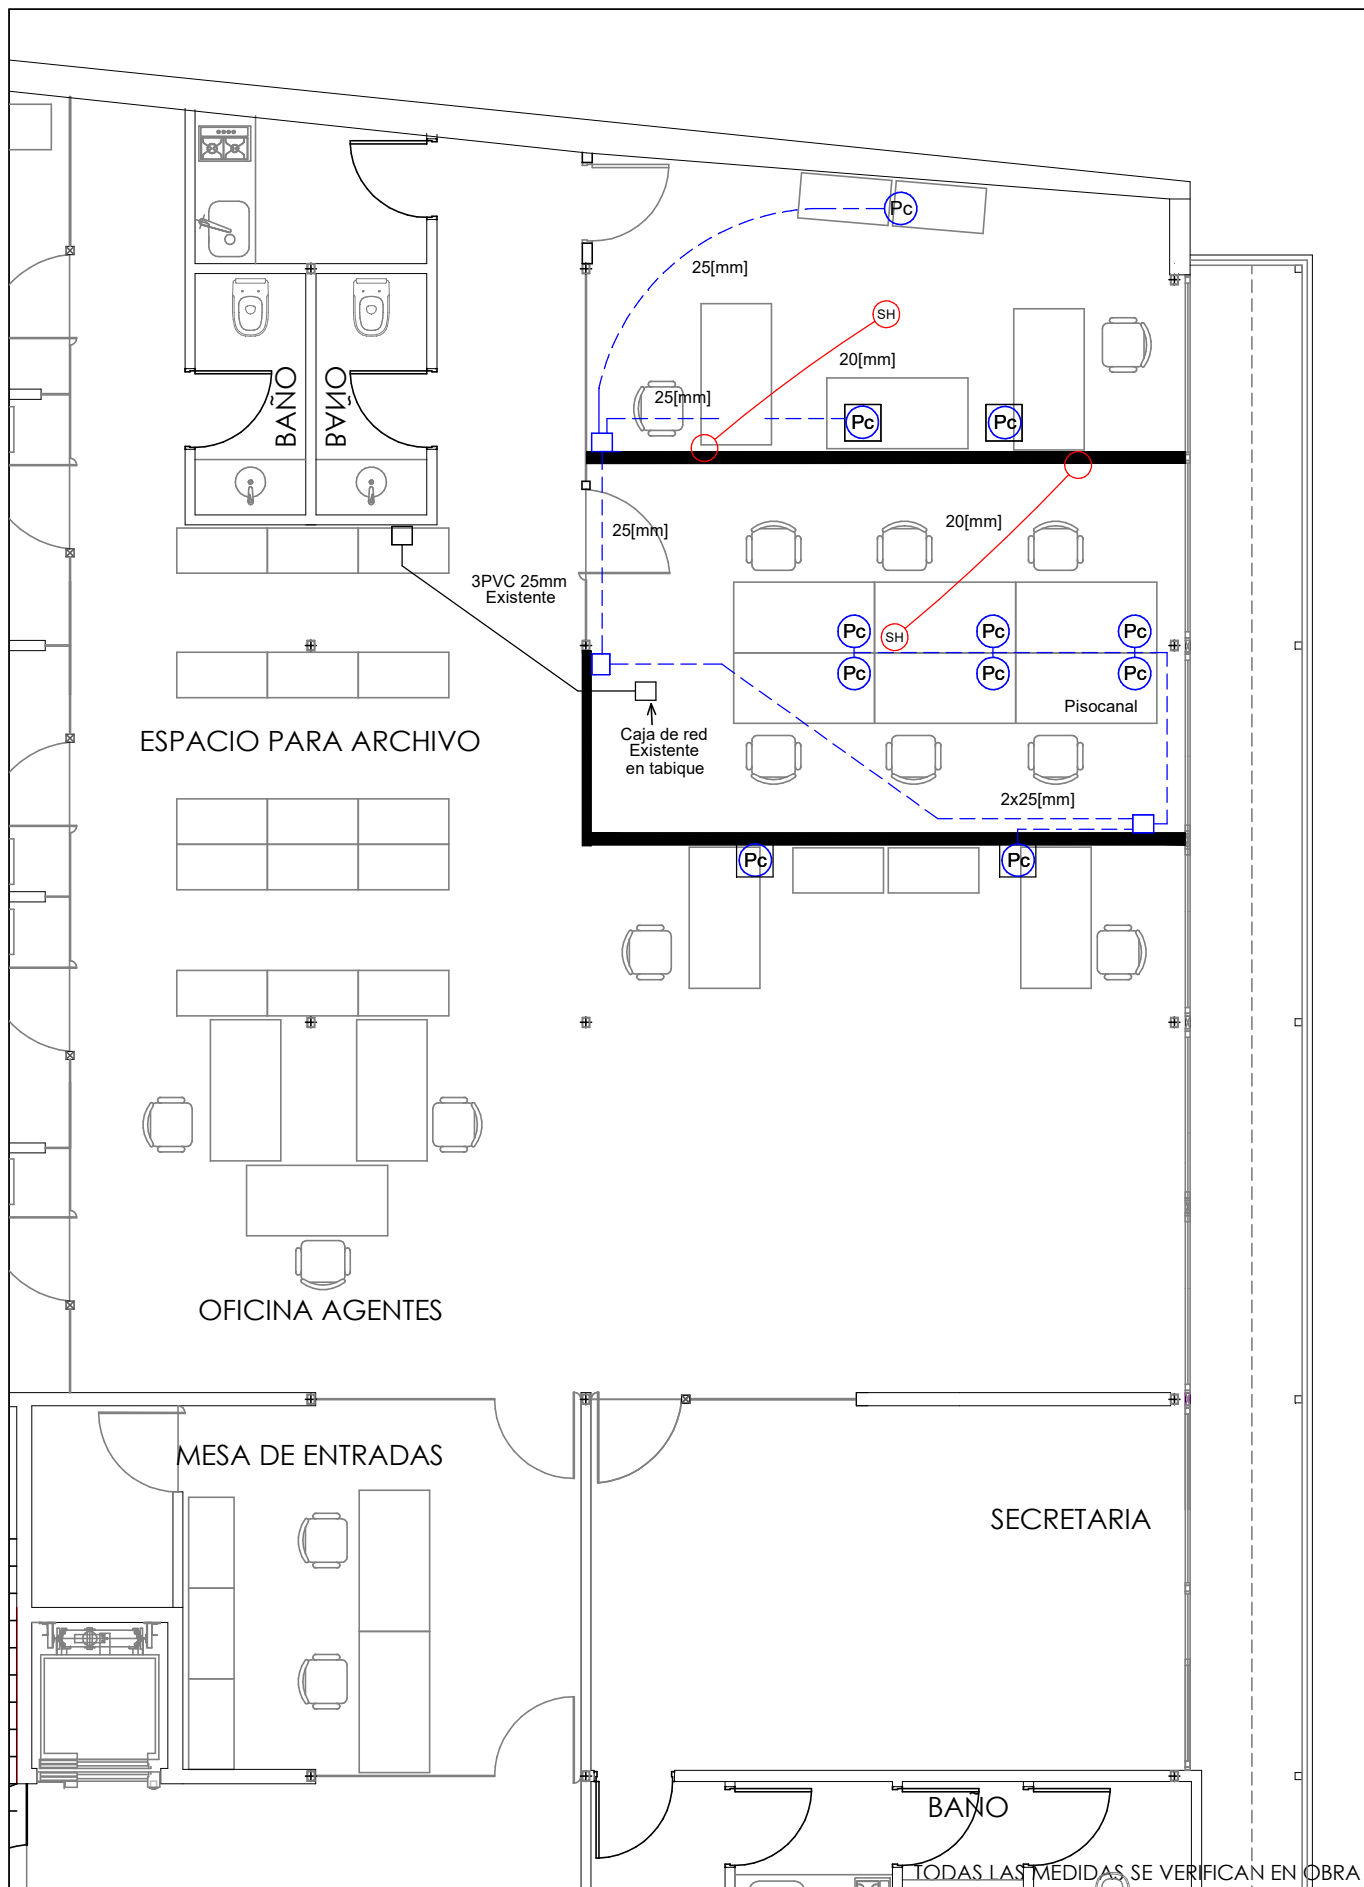 Pc
25[mm]
SH
20[mm]
25[mm]
Pc
Pc
BAÑO
BAÑO
20[mm]
25[mm]
3PVC 25mm
Existente
Pc
Pc
Pc
SH
Pc
Pc
Pc
Pisocanal
Caja de red
Existente
en tabique
ESPACIO PARA ARCHIVO
2x25[mm]
Pc
Pc
OFICINA AGENTES
MESA DE ENTRADAS
SECRETARIA
BAÑO
TODAS LAS MEDIDAS SE VERIFICAN EN OBRA